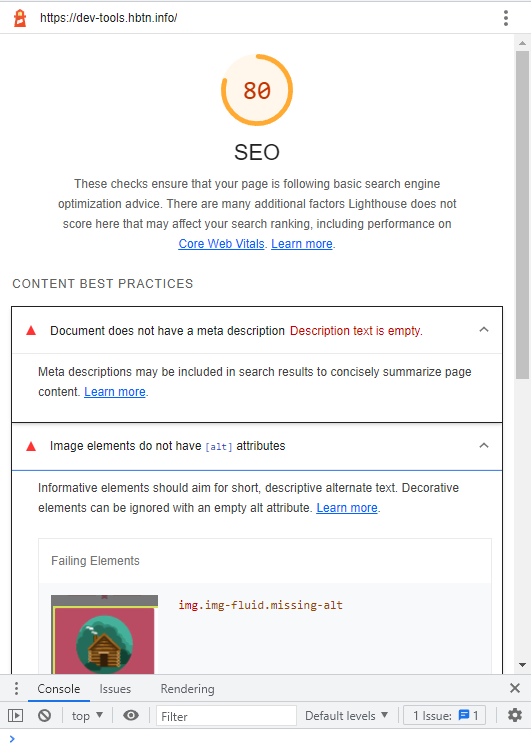 https://dev-tools.hbtn.info/
80
SEO
These checks ensure that your page is following basic search engine
optimization advice. There are many additional factors Lighthouse does not
score here that may affect your search ranking, including performance on
Core Web Vitals. Learn more.
CONTENT BEST PRACTICES
Document does not have a meta description Description text is empty.
Meta descriptions may be included in search results to concisely summarize page
content. Learn more.
Image elements do not have [alt] attributes
Informative elements should aim for short, descriptive alternate text. Decorative
elements can be ignored with an empty alt attribute. Learn more.
Failing Elements
img.img-fluid.missing-alt
Console Issues Rendering
top Filter Default levels 1 Issue: 1